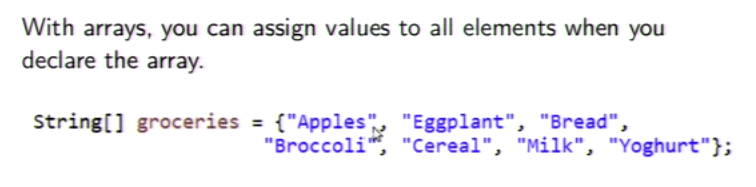 With arrays, you can assign values to all elements when you
declare the array.
String[] groceries = {"Apples", "Eggplant", "Bread",
"Broccoli", "Cereal", "Milk", "Yoghurt"};